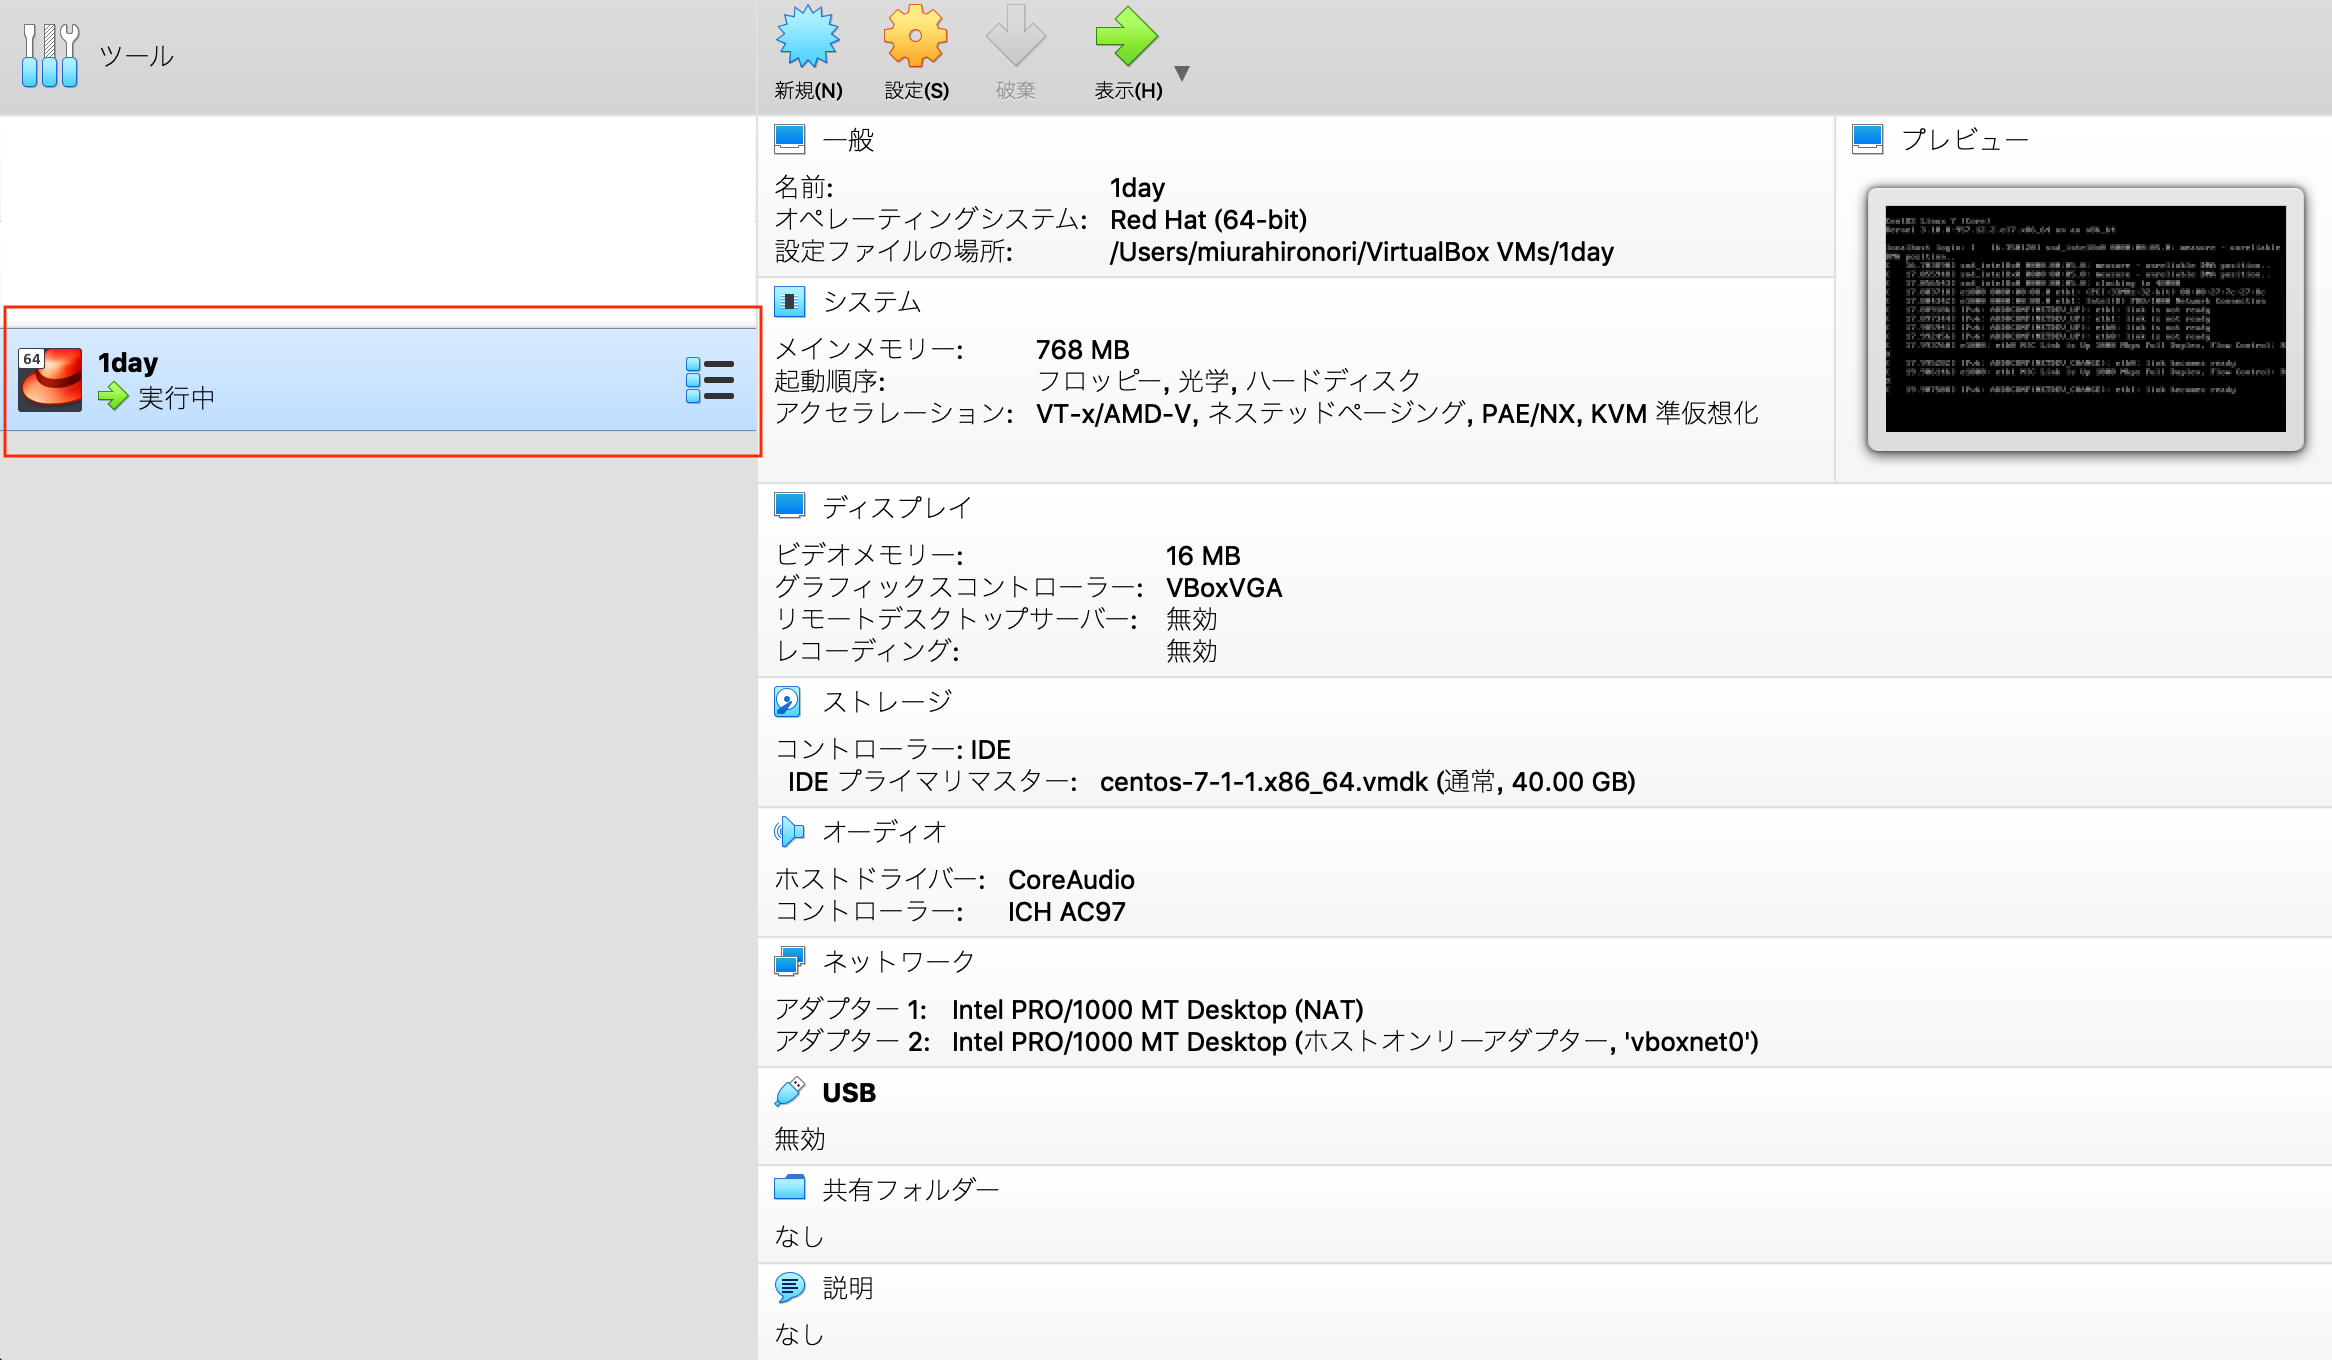 ツール
新規(N)
設定(S)
破棄
表示(H)
64
1day
実行中
一般
名前: 1day
オペレーティングシステム: Red Hat (64-bit)
設定ファイルの場所: /Users/miurahironori/VirtualBox VMs/1day
システム
メインメモリー: 768 MB
起動順序: フロッピー, 光学, ハードディスク
アクセラレーション: VT-x/AMD-V, ネステッドページング, PAE/NX, KVM 準仮想化
プレビュー
ディスプレイ
ビデオメモリー: 16 MB
グラフィックスコントローラー: VBoxVGA
リモートデスクトップサーバー: 無効
レコーディング: 無効
ストレージ
コントローラー: IDE
IDE プライマリマスター: centos-7-1-1.x86_64.vmdk (通常, 40.00 GB)
オーディオ
ホストドライバー: CoreAudio
コントローラー: ICH AC97
ネットワーク
アダプター 1: Intel PRO/1000 MT Desktop (NAT)
アダプター 2: Intel PRO/1000 MT Desktop (ホストオンリーアダプター, 'vboxnet0')
USB
無効
共有フォルダー
なし
説明
なし